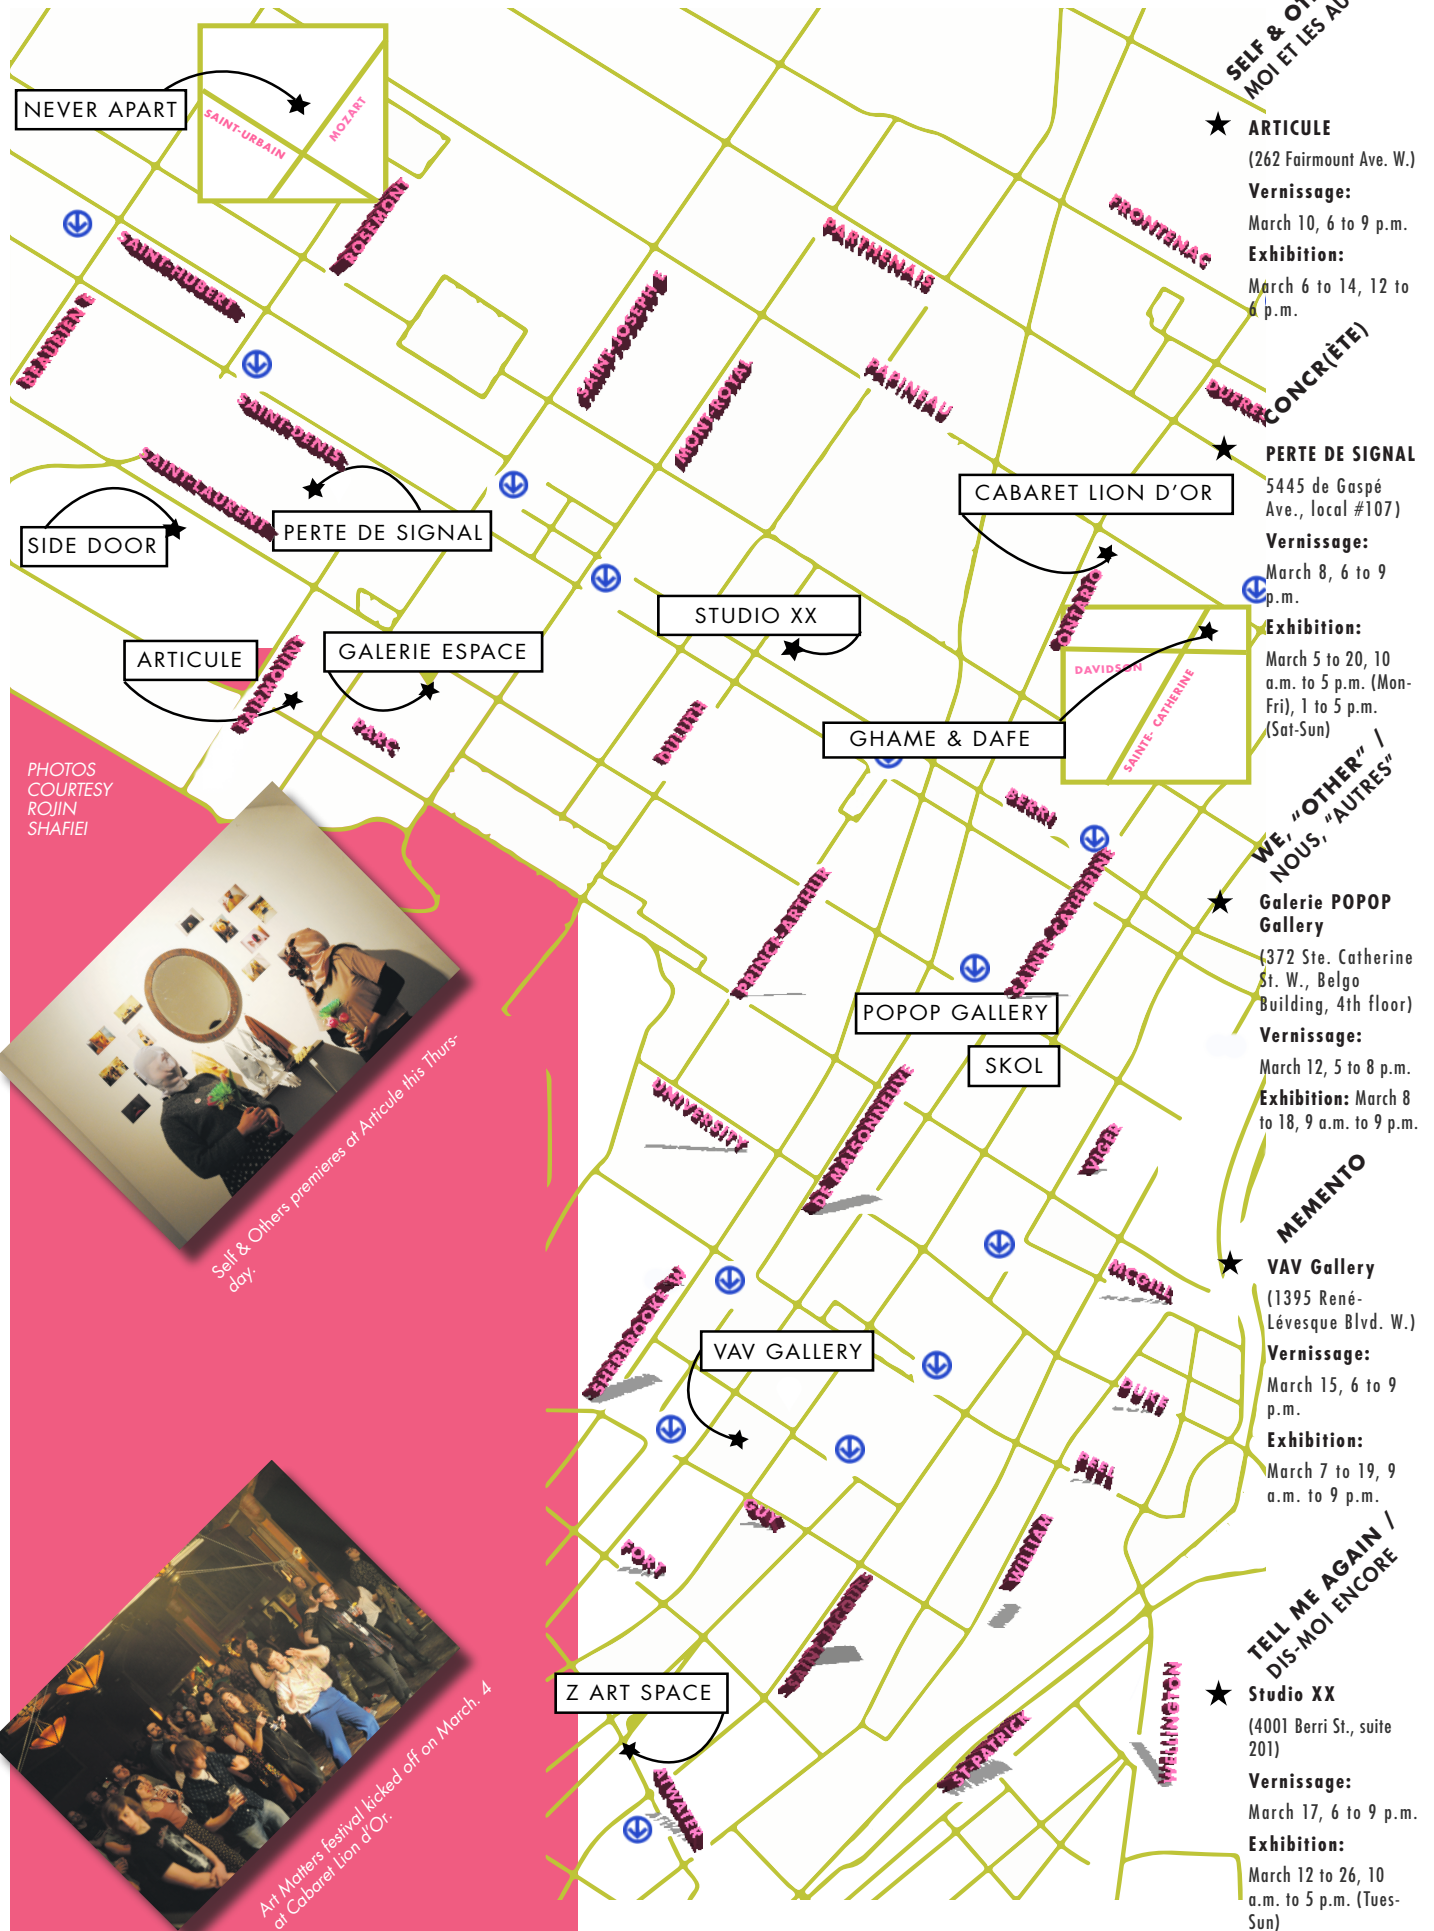 NEVER APART
SAINT-URBAIN
MOZART
ROSEMONT
SAINT-HUBERT
BEAUBIEN E
SAINT-DENIS
SAINT-LAURENT
SIDE DOOR
PERTE DE SIGNAL
SAINT-JOSEPH E
MONT-ROYAL
PARTHENAIS
PAPINEAU
FRONTENAC
CABARET LION D'OR
ONTARIO
STUDIO XX
ARTICULE
GALERIE ESPACE
FAIRMOUNT
PARC
DULUTH
GHAME & DAFE
DAVIDSON
SAINTE- CATHERINE
BERRI
PRINCE-ARTHUR
SAINTE-CATHERINE
POPOP GALLERY
SKOL
UNIVERSITY
DE MAISONNEUVE
VIGER
MCGILL
SHERBROOKE W
VAV GALLERY
DUKE
PEEL
GUY
FORT
WILLIAM
SAINT-JACQUES
Z ART SPACE
ST-PATRICK
WELLINGTON
ATWATER
PHOTOS
COURTESY
ROJIN
SHAFIEI
Self & Others premieres at Articule this Thurs-
day.
Art Matters festival kicked off on March. 4
at Cabaret Lion d'Or.
SELF & OT
MOI ET LES AU
ARTICULE
(262 Fairmount Ave. W.)
Vernissage:
March 10, 6 to 9 p.m.
Exhibition:
March 6 to 14, 12 to
6 p.m.
CONCR(ÈTE)
PERTE DE SIGNAL
5445 de Gaspé
Ave., local #107)
Vernissage:
March 8, 6 to 9
p.m.
Exhibition:
March 5 to 20, 10
a.m. to 5 p.m. (Mon-
Fri), 1 to 5 p.m.
(Sat-Sun)
WE, "OTHER" /
NOUS, "AUTRES"
Galerie POPOP
Gallery
(372 Ste. Catherine
St. W., Belgo
Building, 4th floor)
Vernissage:
March 12, 5 to 8 p.m.
Exhibition: March 8
to 18, 9 a.m. to 9 p.m.
MEMENTO
VAV Gallery
(1395 René-
Lévesque Blvd. W.)
Vernissage:
March 15, 6 to 9
p.m.
Exhibition:
March 7 to 19, 9
a.m. to 9 p.m.
TELL ME AGAIN /
DIS-MOI ENCORE
Studio XX
(4001 Berri St., suite
201)
Vernissage:
March 17, 6 to 9 p.m.
Exhibition:
March 12 to 26, 10
a.m. to 5 p.m. (Tues-
Sun)